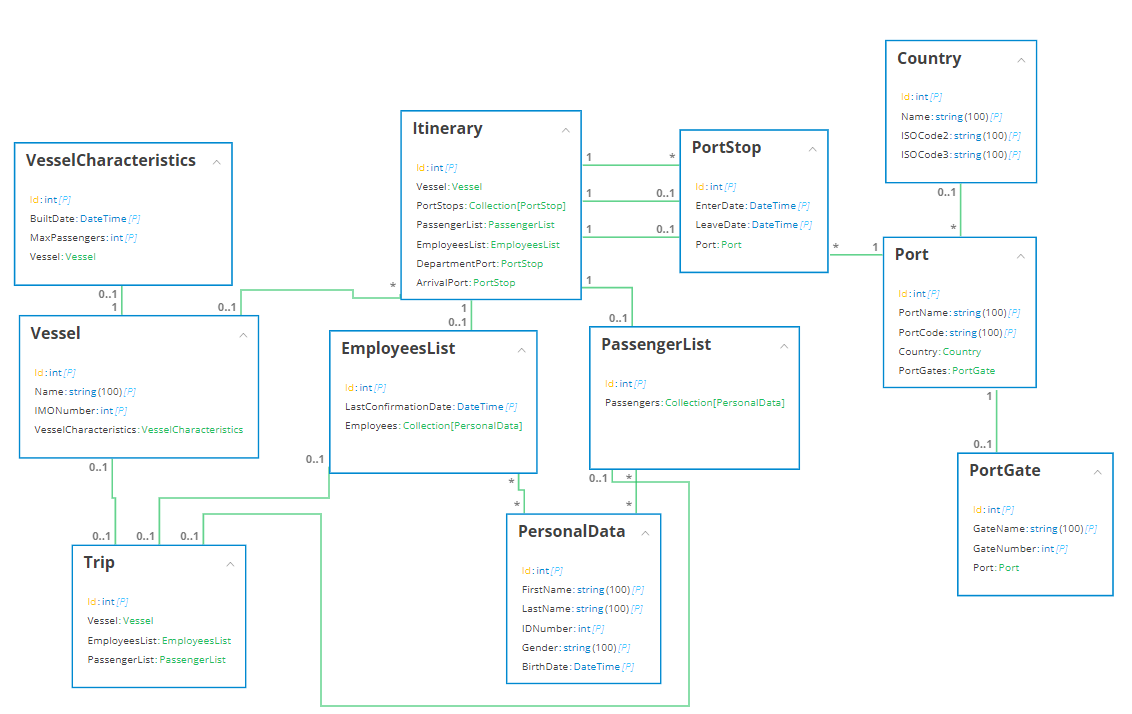 Country
Id: int [P]
Name: string (100) [P]
ISOCode2: string (100) [P]
ISOCode3: string (100) [P]
0..1
*
Itinerary
Id: int [P]
Vessel: Vessel
PortStops: Collection[PortStop]
PassengerList: PassengerList
EmployeesList: EmployeesList
DepartmentPort: PortStop
ArrivalPort: PortStop
1
*
1
0..1
1
0..1
1
0..1
PortStop
Id: int [P]
EnterDate: DateTime [P]
LeaveDate: DateTime [P]
Port: Port
*
1
VesselCharacteristics
Id: int [P]
BuiltDate: DateTime [P]
MaxPassengers: int [P]
Vessel: Vessel
0..1
1
0..1
*
Port
Id: int [P]
PortName: string (100) [P]
PortCode: string (100) [P]
Country: Country
PortGates: PortGate
1
0..1
Vessel
Id: int [P]
Name: string (100) [P]
IMONumber: int [P]
VesselCharacteristics: VesselCharacteristics
0..1
1
0..1
EmployeesList
Id: int [P]
LastConfirmationDate: DateTime [P]
Employees: Collection[PersonalData]
0..1
*
*
PassengerList
Id: int [P]
Passengers: Collection[PersonalData]
0..1
*
*
PortGate
Id: int [P]
GateName: string (100) [P]
GateNumber: int [P]
Port: Port
0..1
0..1
0..1
Trip
Id: int [P]
Vessel: Vessel
EmployeesList: EmployeesList
PassengerList: PassengerList
PersonalData
Id: int [P]
FirstName: string (100) [P]
LastName: string (100) [P]
IDNumber: int [P]
Gender: string (100) [P]
BirthDate: DateTime [P]